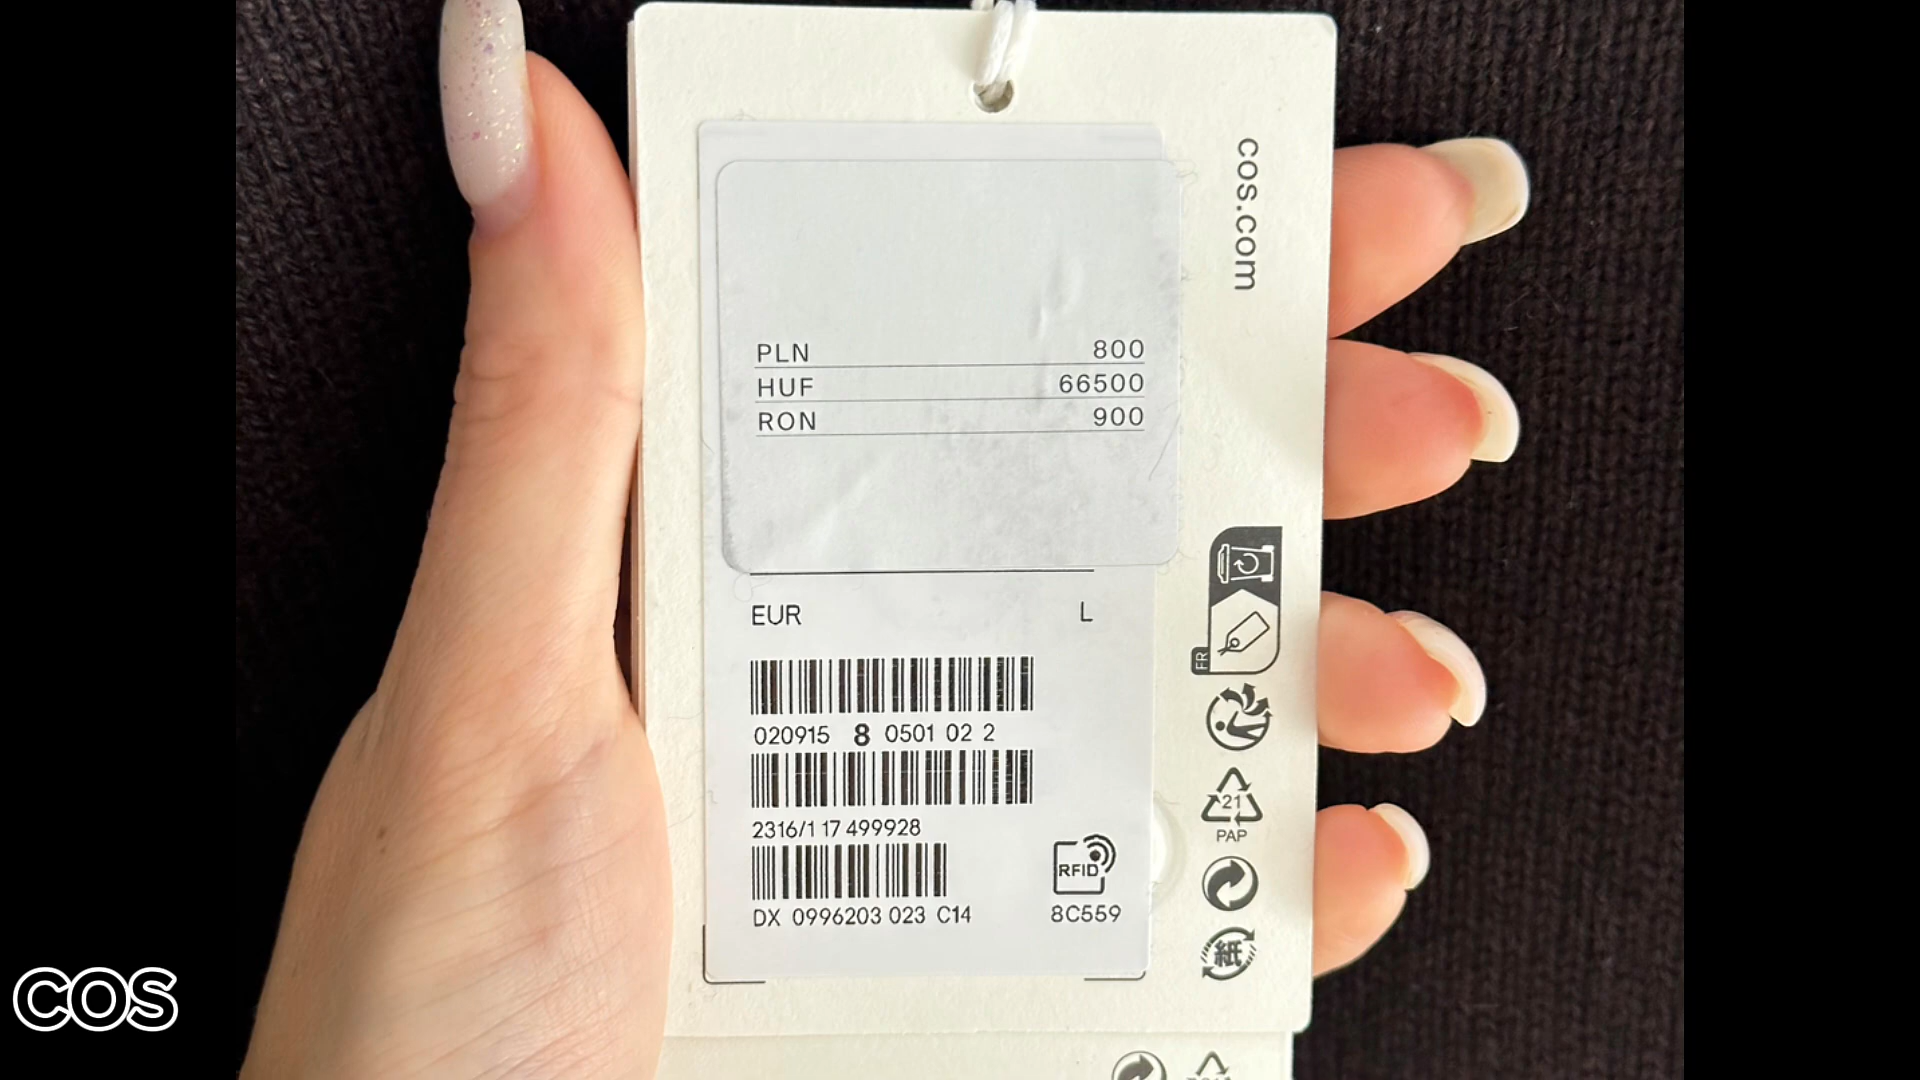 cos.com
PLN 800
HUF 66500
RON 900
EUR L
020915 8 0501 02 2
2316/1 17 499928
DX 0996203 023 C14
RFID
8C559
FR
21
PAP
紙
COS